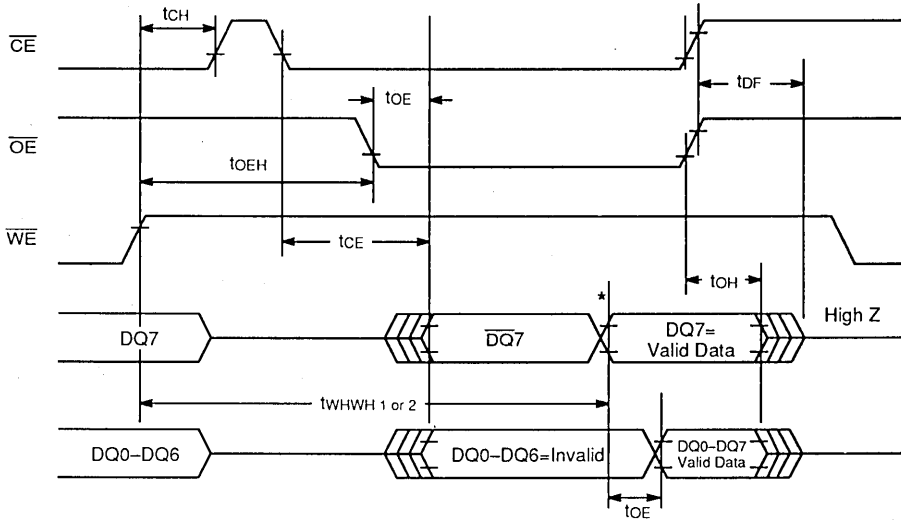 tCH
CE
tDF
tOE
OE
tOEH
WE
tCE
tOH
*
High Z
DQ7
DQ7
DQ7=
Valid Data
tWHWH 1 or 2
DQ0–DQ6
DQ0–DQ6=Invalid
DQ0–DQ7
Valid Data
tOE